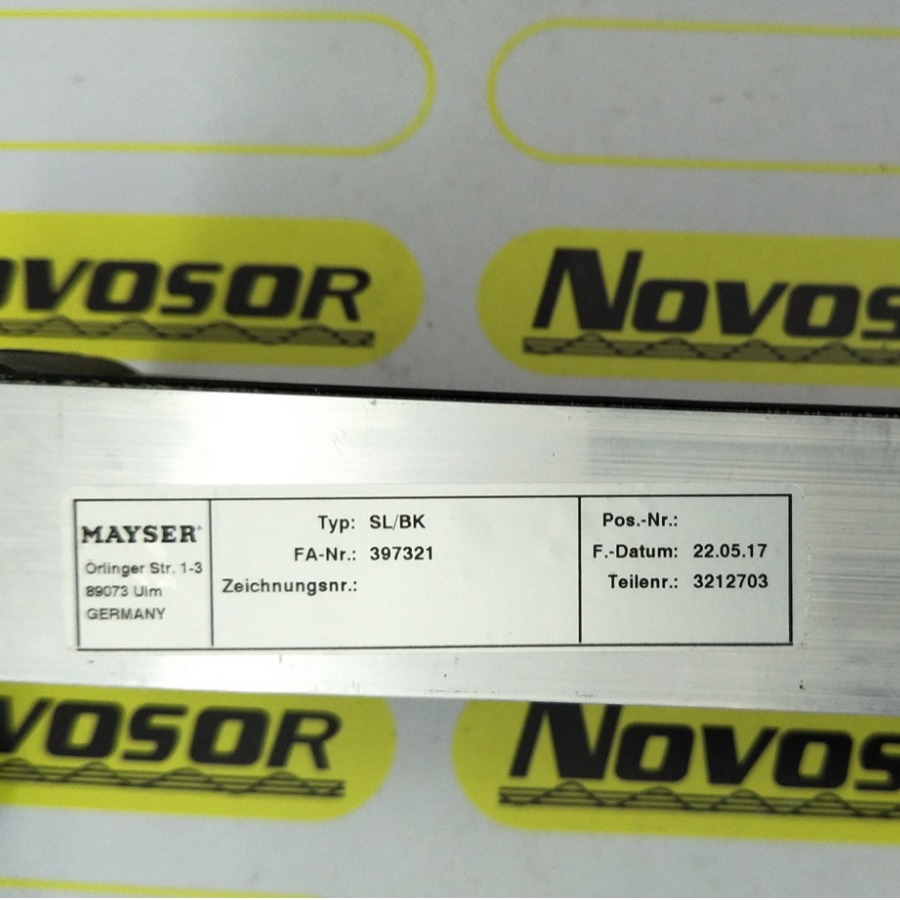 NOVOSOR
NOVOS
MAYSER
Örlinger Str. 1-3
89073 Ulm
GERMANY
Typ: SL/BK
FA-Nr.: 397321
Zeichnungsnr.:
Pos.-Nr.:
F.-Datum: 22.05.17
Teilenr.: 3212703
NOVOSOR
NOVOS